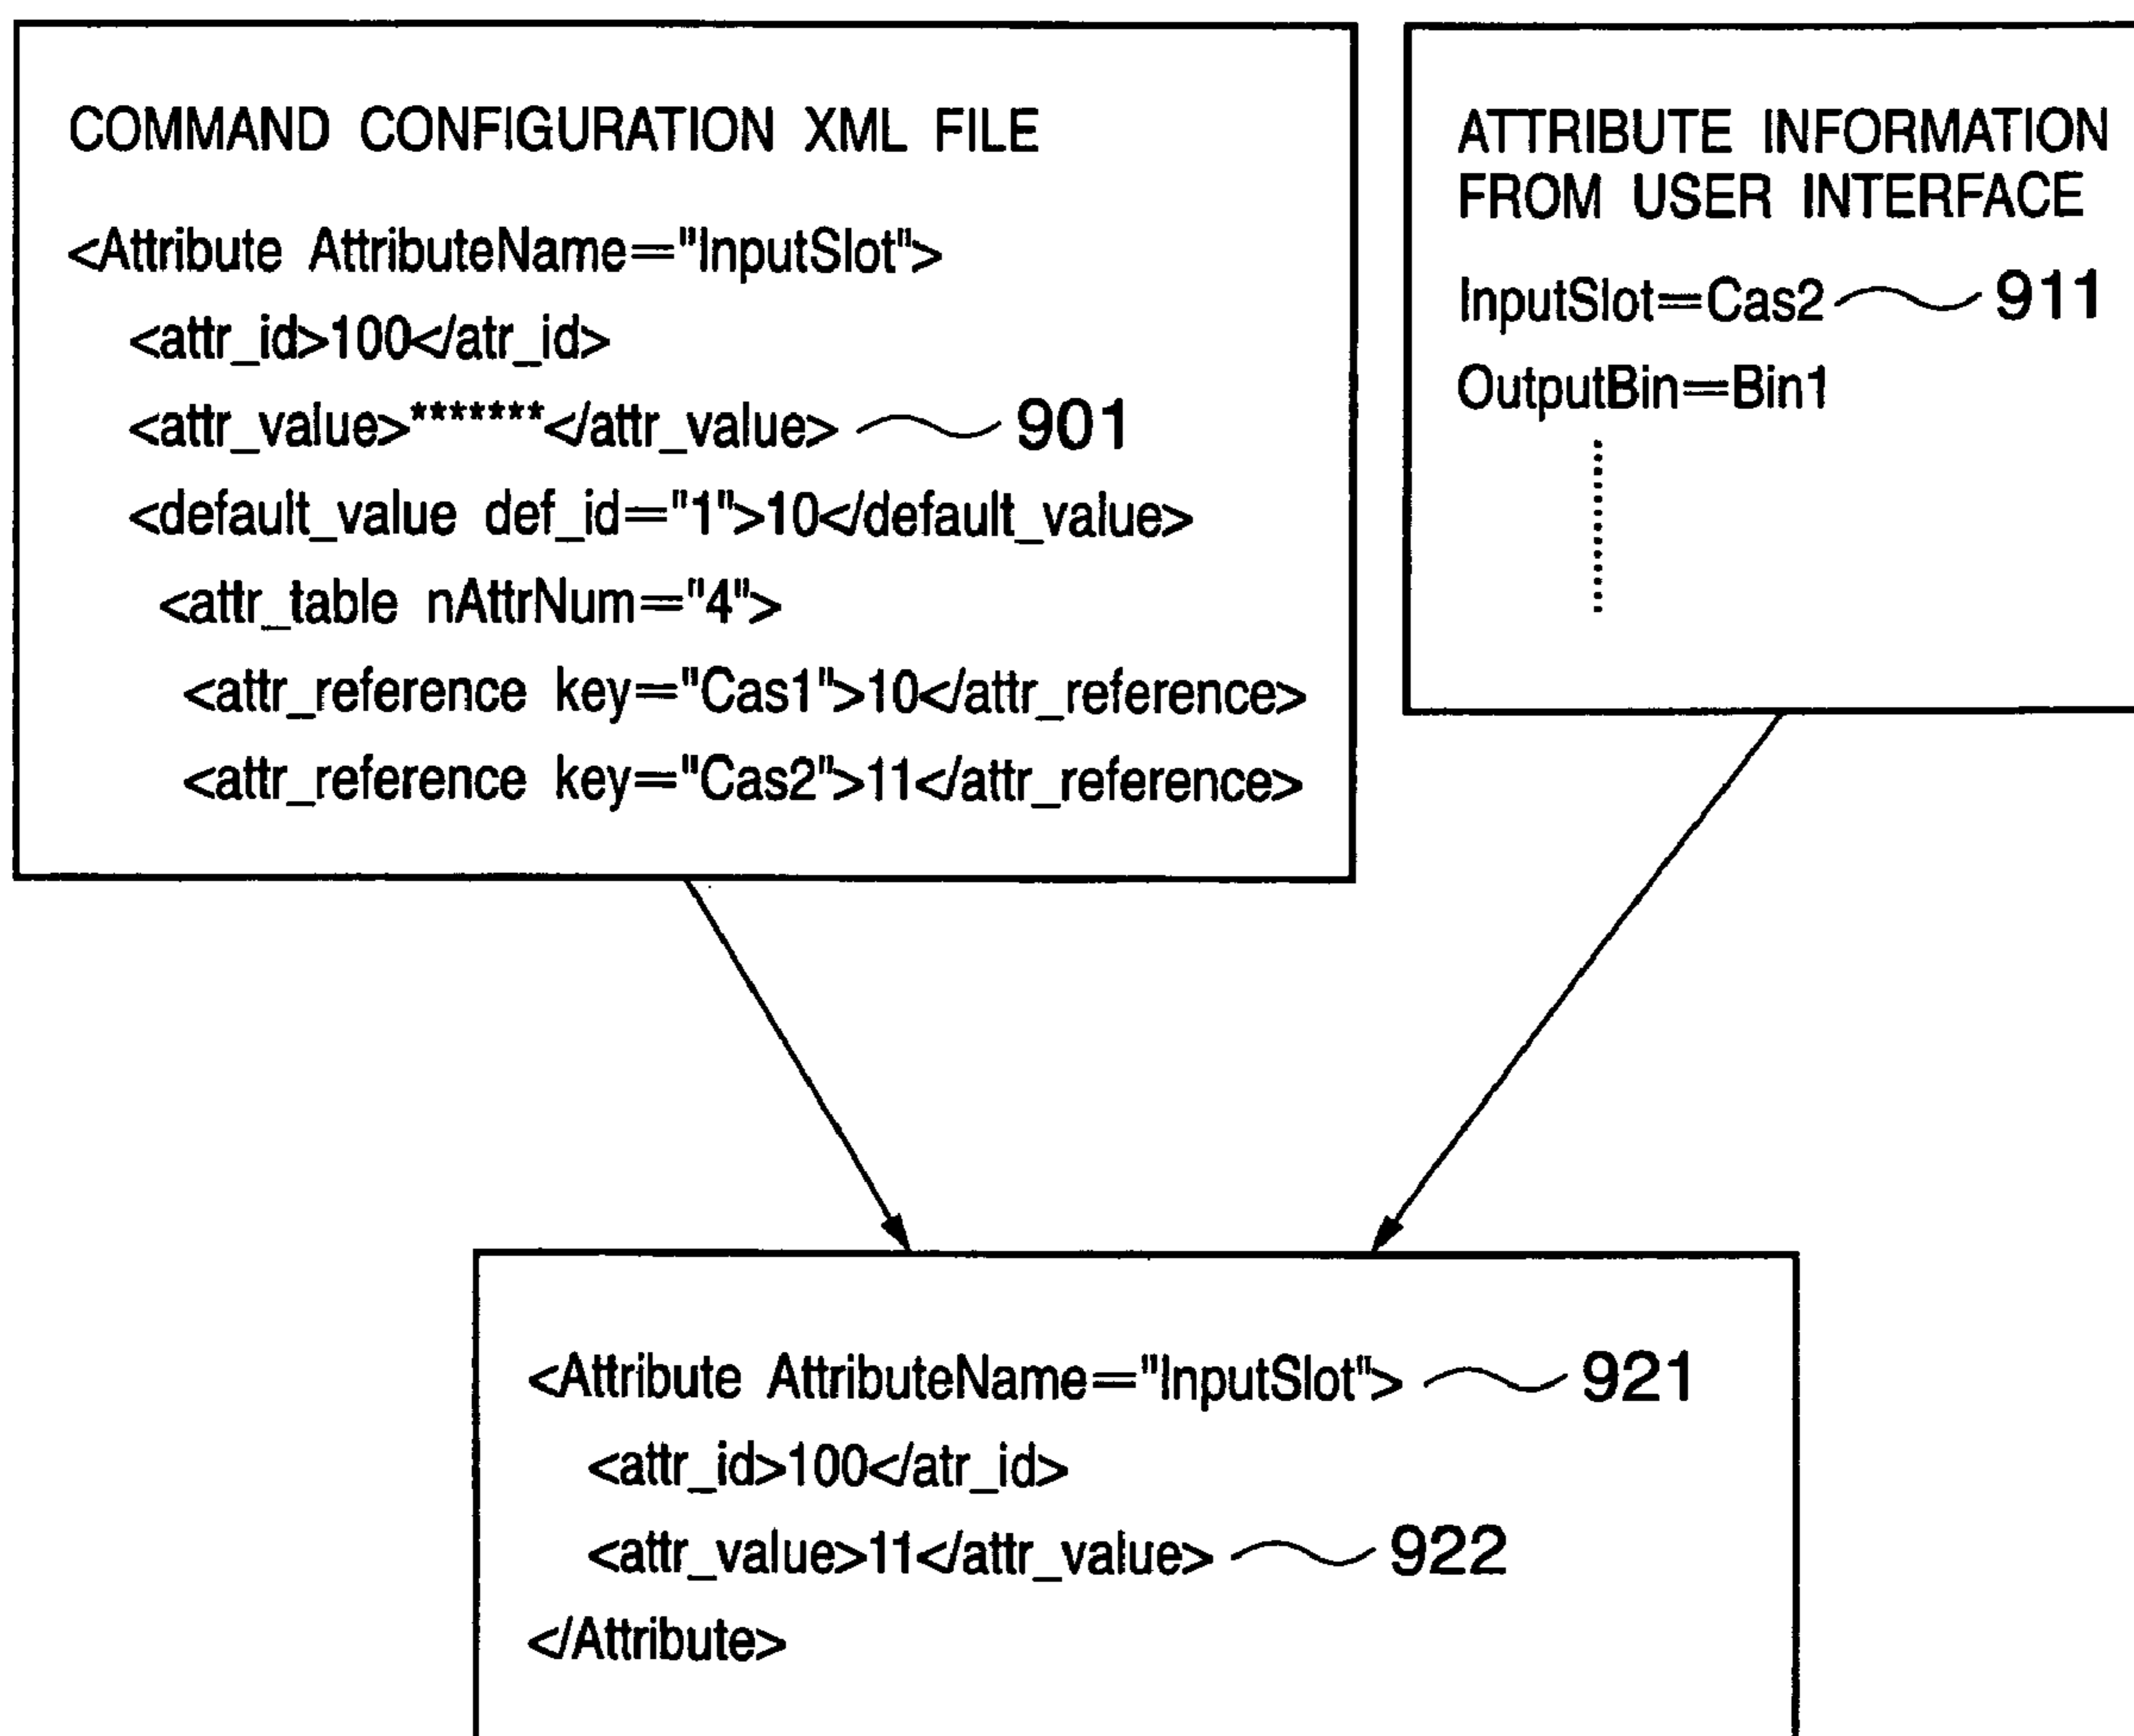 COMMAND CONFIGURATION XML FILE
<Attribute AttributeName="InputSlot">
<attr_id>100</atr_id>
<attr_value>*******</attr_value> 901
<default_value def_id="1">10</default_value>
<attr_table nAttrNum="4">
<attr_reference key="Cas1">10</attr_reference>
<attr_reference key="Cas2">11</attr_reference>
ATTRIBUTE INFORMATION
FROM USER INTERFACE
InputSlot=Cas2 911
OutputBin=Bin1
<Attribute AttributeName="InputSlot"> 921
<attr_id>100</atr_id>
<attr_value>11</attr_value> 922
</Attribute>